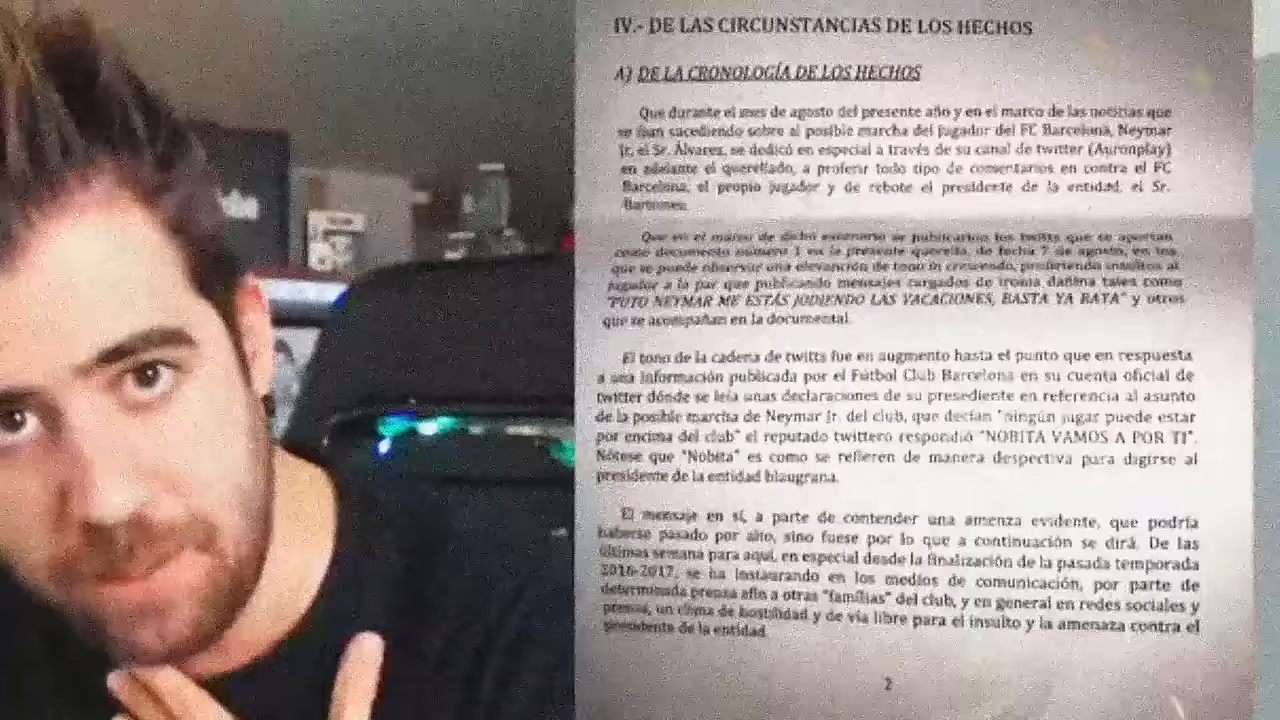 IV.- DE LAS CIRCUNSTANCIAS DE LOS HECHOS
A) DE LA CRONOLOGÍA DE LOS HECHOS
Que durante el mes de agosto del presente año y en el marco de las noticias que
se iban sucediendo sobre al posible marcha del jugador del FC Barcelona, Neymar
Jr, el Sr. Álvarez, se dedicó en especial a través de su canal de twitter (Auronplay)
en adelante el querellado, a proferir todo tipo de comentarios en contra el FC
Barcelona, el propio jugador y de rebote el presidente de la entidad, el Sr.
Bartomeu.
Que en el marco de dicho escenario se publicarlos los twitts que se aportan
como documento número 1 en la presente querella, de fecha 7 de agosto, en los
que se puede observar una elevanción de tono in crescendo, profiriendo insultos al
jugador a la par que publicando mensajes cargados de ironía dañina tales como
"PUTO NEYMAR ME ESTÁS JODIENDO LAS VACACIONES, BASTA YA RATA" y otros
que se acompañan en la documental.
El tono de la cadena de twitts fue en augmento hasta el punto que en respuesta
a una información publicada por el Fútbol Club Barcelona en su cuenta oficial de
twitter dónde se leía unas declaraciones de su presediente en referencia al asunto
de la posible marcha de Neymar Jr. del club, que decían "ningún jugar puede estar
por encima del club" el reputado twittero respondió "NOBITA VAMOS A POR TI".
Nótese que "Nobita" es como se refieren de manera despectiva para digirse al
presidente de la entidad blaugrana.
El mensaje en sí, a parte de contender una amenza evidente, que podría
haberse pasado por alto, sino fuese por lo que a continuación se dirá. De las
últimas semana para aquí, en especial desde la finalización de la pasada temporada
2016-2017, se ha instaurando en los medios de comunicación, por parte de
determinada prensa afín a otras "familias" del club, y en general en redes sociales y
prensa, un clima de hostilidad y de vía libre para el insulto y la amenaza contra el
presidente de la entidad.
2